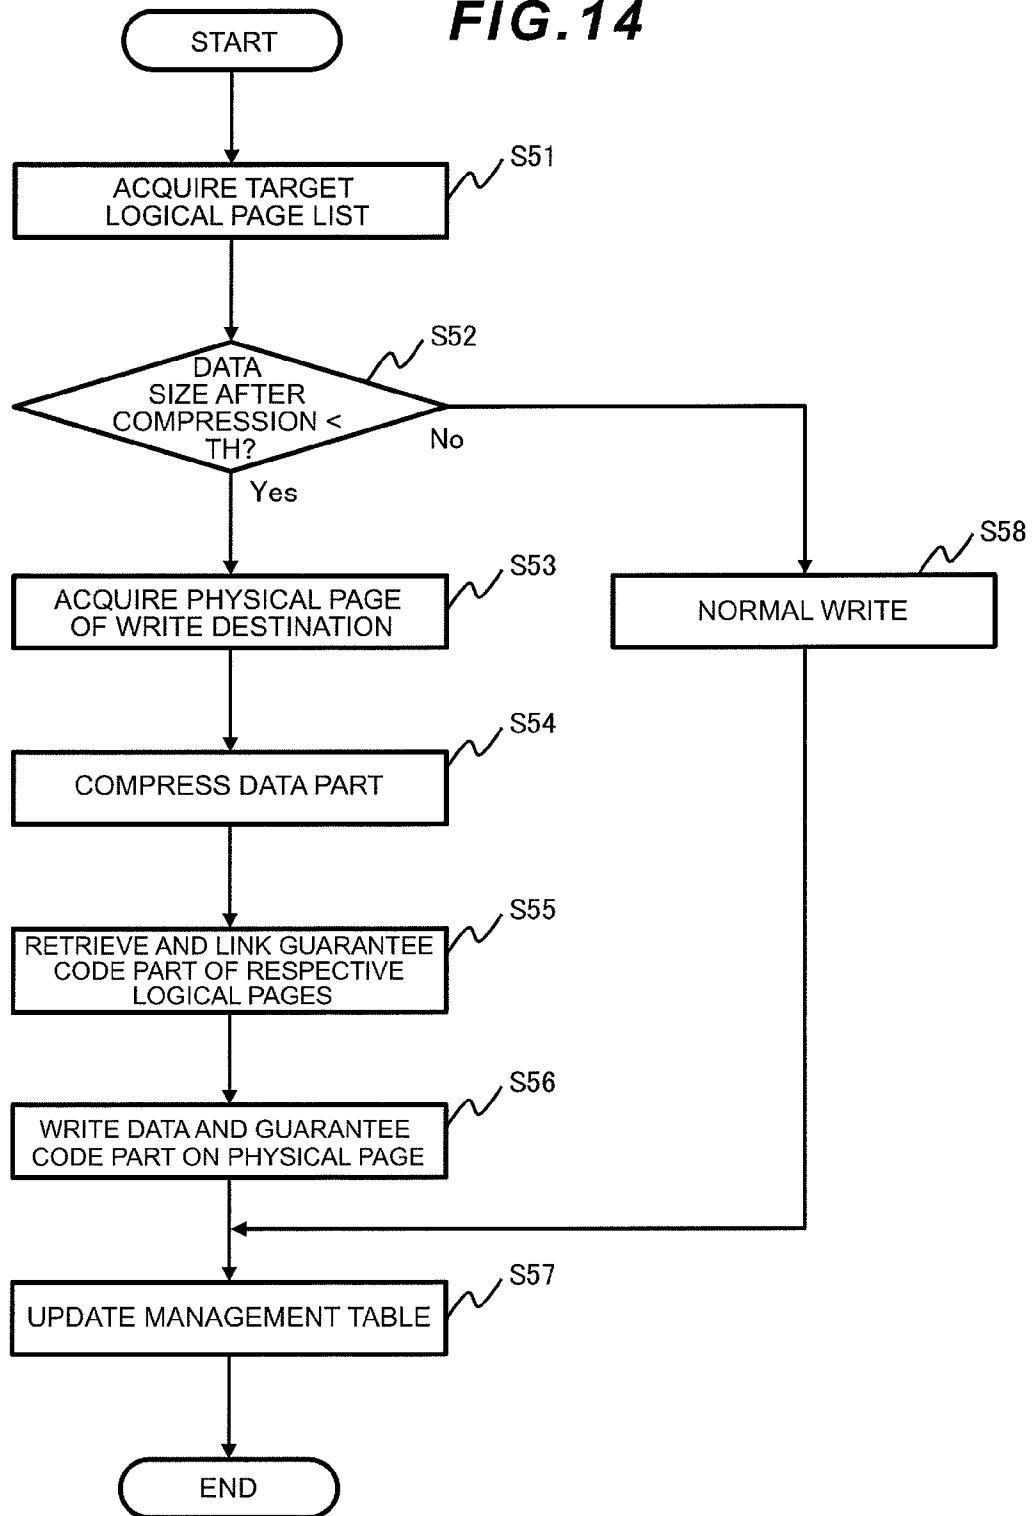 FIG.14
START
S51
ACQUIRE TARGET
LOGICAL PAGE LIST
S52
DATA
SIZE AFTER
COMPRESSION <
TH?
No
Yes
S58
NORMAL WRITE
S53
ACQUIRE PHYSICAL PAGE
OF WRITE DESTINATION
S54
COMPRESS DATA PART
S55
RETRIEVE AND LINK GUARANTEE
CODE PART OF RESPECTIVE
LOGICAL PAGES
S56
WRITE DATA AND GUARANTEE
CODE PART ON PHYSICAL PAGE
S57
UPDATE MANAGEMENT TABLE
END